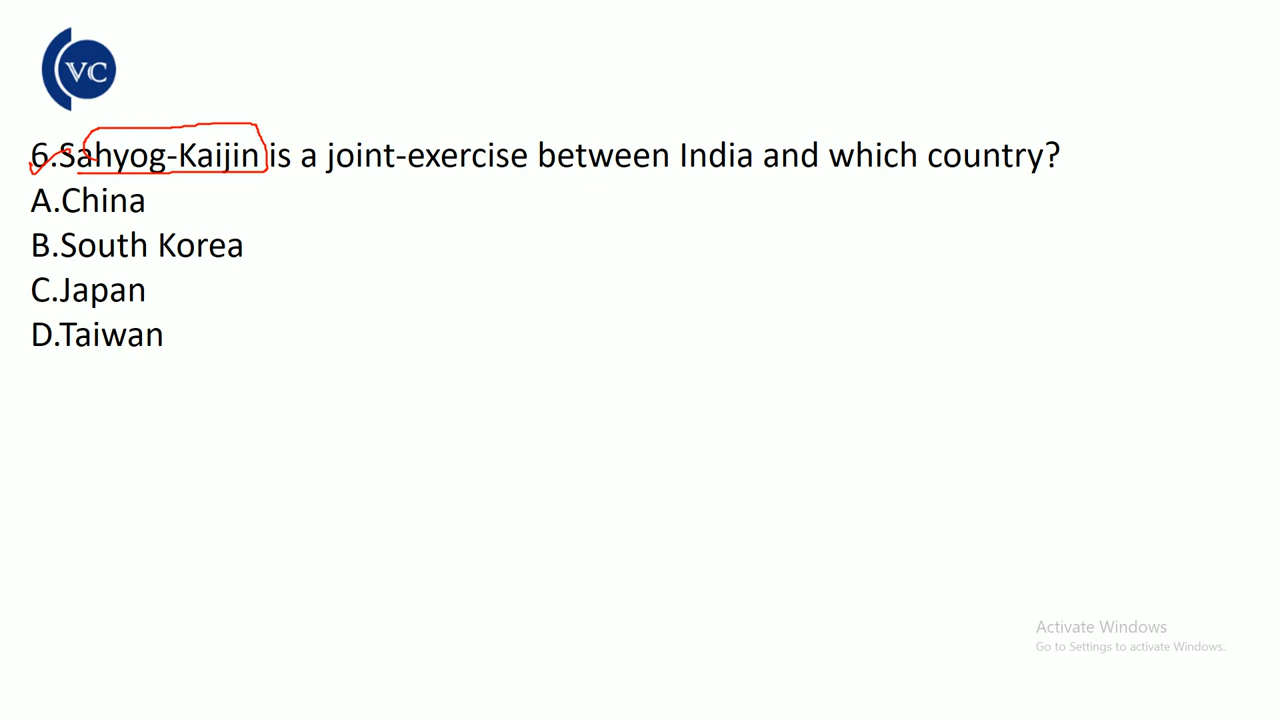 VC
6.Sahyog-Kaijin is a joint-exercise between India and which country?
A.China
B.South Korea
C.Japan
D.Taiwan
Activate Windows
Go to Settings to activate Windows.